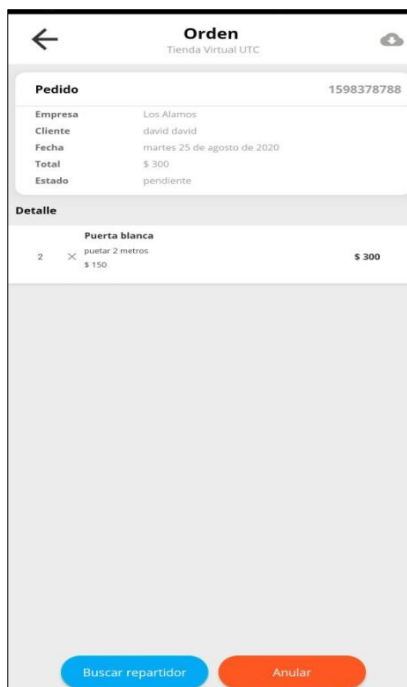 Orden
Tienda Virtual UTC
Pedido 1598378788
Empresa Los Alamos
Cliente david david
Fecha martes 25 de agosto de 2020
Total $ 300
Estado pendiente
Detalle
Puerta blanca
2 × puetar 2 metros $ 300
$ 150
Buscar repartidor Anular